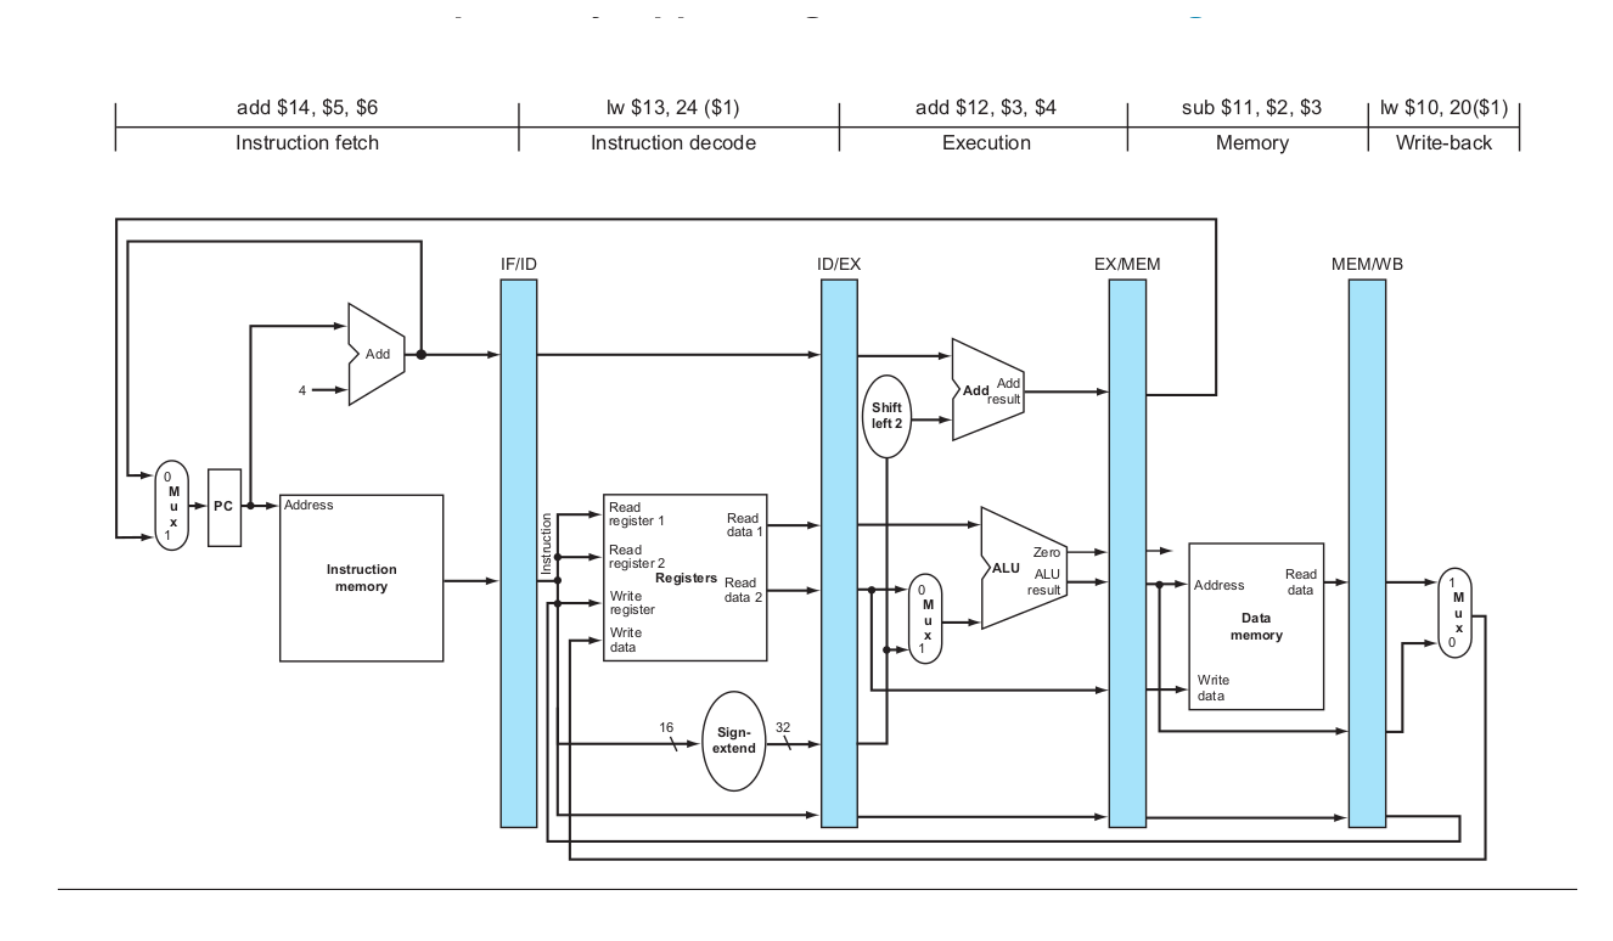 add $14, $5, $6
lw $13, 24 ($1)
add $12, $3, $4
sub $11, $2, $3
lw $10, 20($1)
Instruction fetch
Instruction decode
Execution
Memory
Write-back
IF/ID
ID/EX
EX/MEM
MEM/WB
Add
4
Add
Add
result
Shift
left 2
0
M
u
x
1
PC
Address
Instruction
memory
Instruction
Read
register 1
Read
register 2
Write
register
Write
data
Registers
Read
data 1
Read
data 2
0
M
u
x
1
ALU
Zero
ALU
result
Address
Read
data
Data
memory
Write
data
1
M
u
x
0
16
Sign-
extend
32